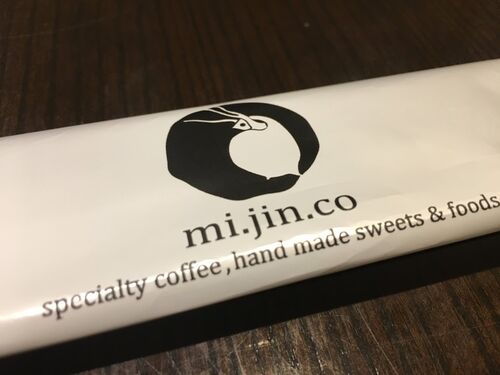 mi.jin.co
specialty coffee, hand made sweets & foods